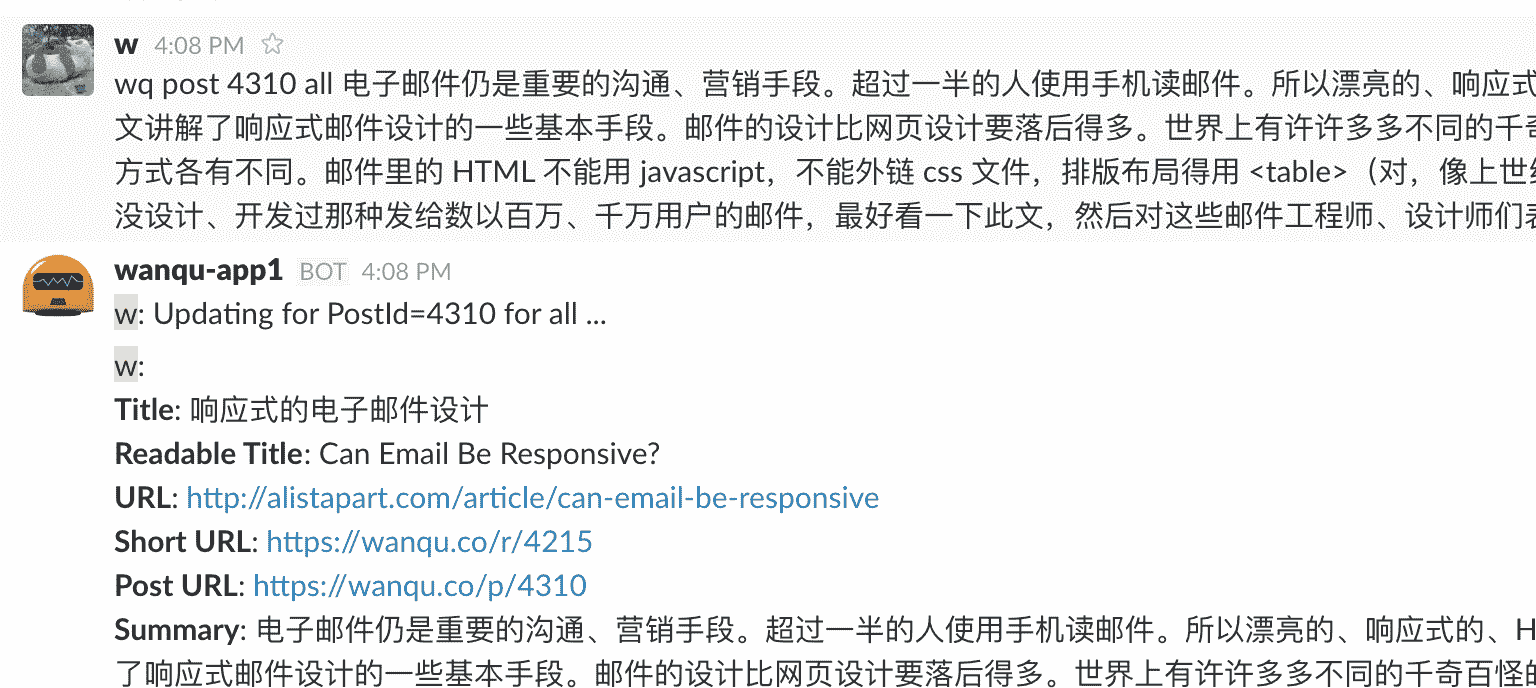 w 4:08 PM
wq post 4310 all 电子邮件仍是重要的沟通、营销手段。超过一半的人使用手机读邮件。所以漂亮的、响应式
文讲解了响应式邮件设计的一些基本手段。邮件的设计比网页设计要落后得多。世界上有许许多多不同的千奇
方式各有不同。邮件里的 HTML 不能用 javascript，不能外链 css 文件，排版布局得用 <table>（对，像上世纪
没设计、开发过那种发给数以百万、千万用户的邮件，最好看一下此文，然后对这些邮件工程师、设计师们表
wanqu-app1 BOT 4:08 PM
w: Updating for PostId=4310 for all ...
w:
Title: 响应式的电子邮件设计
Readable Title: Can Email Be Responsive?
URL: http://alistapart.com/article/can-email-be-responsive
Short URL: https://wanqu.co/r/4215
Post URL: https://wanqu.co/p/4310
Summary: 电子邮件仍是重要的沟通、营销手段。超过一半的人使用手机读邮件。所以漂亮的、响应式的、H
了响应式邮件设计的一些基本手段。邮件的设计比网页设计要落后得多。世界上有许许多多不同的千奇百怪的